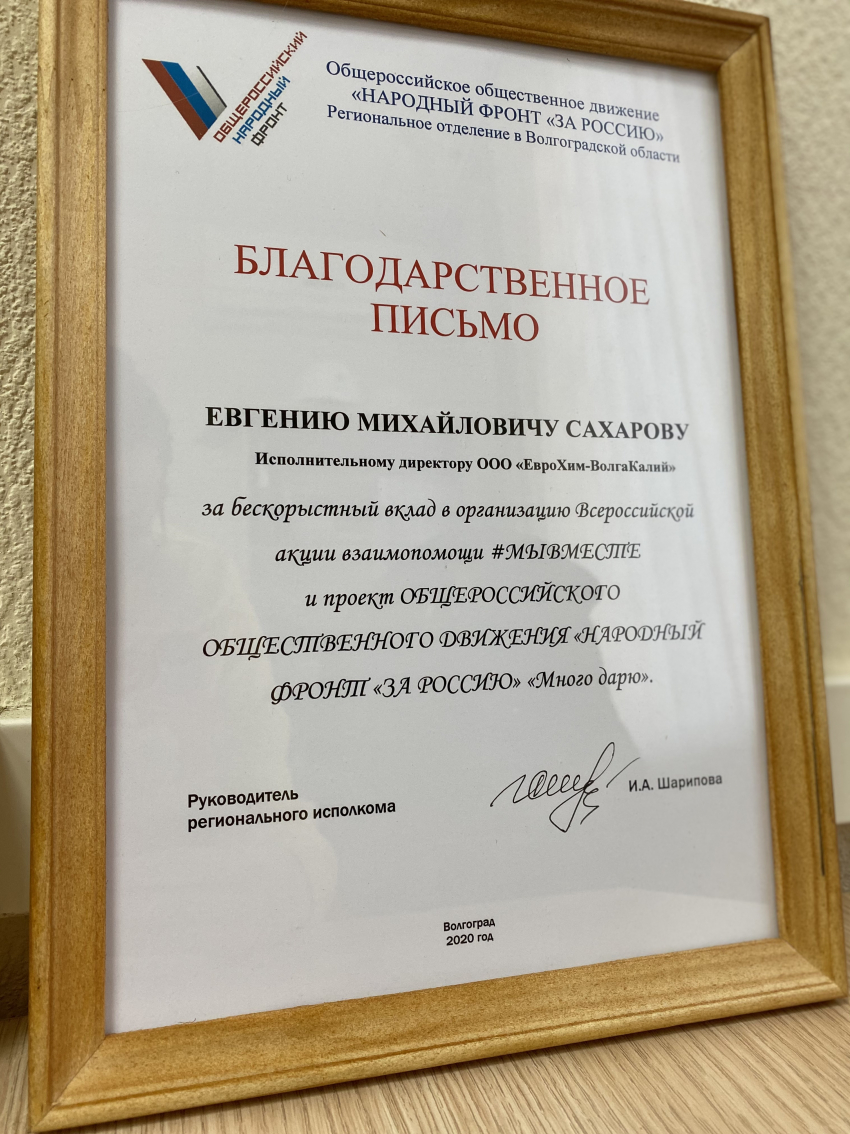 ОБЩЕРОССИЙСКИЙ
НАРОДНЫЙ
ФРОНТ
Общероссийское общественное движение
«НАРОДНЫЙ ФРОНТ «ЗА РОССИЮ»
Региональное отделение в Волгоградской области
БЛАГОДАРСТВЕННОЕ
ПИСЬМО
ЕВГЕНИЮ МИХАЙЛОВИЧУ САХАРОВУ
Исполнительному директору ООО «ЕвроХим-ВолгаКалий»
за бескорыстный вклад в организацию Всероссийской
акции взаимопомощи #МЫВМЕСТЕ
и проект ОБЩЕРОССИЙСКОГО
ОБЩЕСТВЕННОГО ДВИЖЕНИЯ «НАРОДНЫЙ
ФРОНТ «ЗА РОССИЮ» «Много дарю».
Руководитель
регионального исполкома
И.А. Шарипова
Волгоград
2020 год